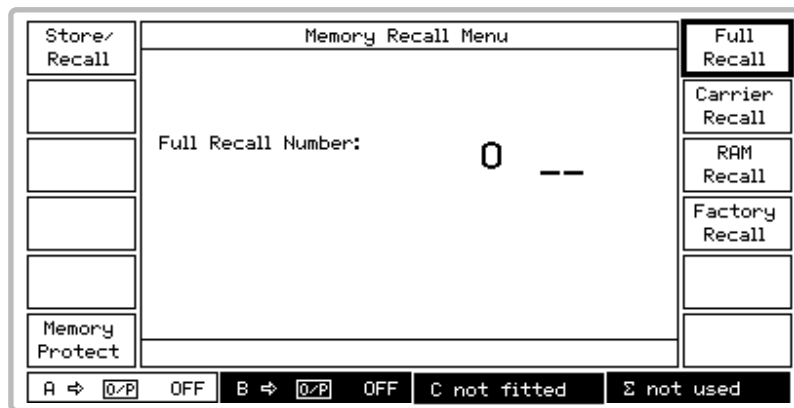 Store/
Recall
Memory Recall Menu
Full
Recall
Carrier
Recall
Full Recall Number:
0 __
RAM
Recall
Factory
Recall
Memory
Protect
A ⇨ O/P OFF
B ⇨ O/P OFF
C not fitted
Σ not used